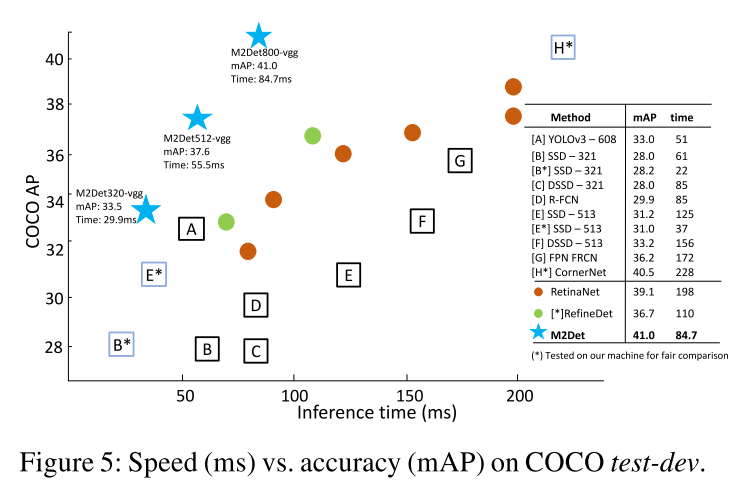 COCO AP
40
38
36
34
32
30
28
50
100
150
200
Inference time (ms)
M2Det800-vgg
mAP: 41.0
Time: 84.7ms
M2Det512-vgg
mAP: 37.6
Time: 55.5ms
M2Det320-vgg
mAP: 33.5
Time: 29.9ms
H*
G
A
F
E*
E
D
B*
B
C
Method mAP time
[A] YOLOv3 – 608 33.0 51
[B] SSD – 321 28.0 61
[B*] SSD – 321 28.2 22
[C] DSSD – 321 28.0 85
[D] R-FCN 29.9 85
[E] SSD – 513 31.2 125
[E*] SSD – 513 31.0 37
[F] DSSD – 513 33.2 156
[G] FPN FRCN 36.2 172
[H*] CornerNet 40.5 228
RetinaNet 39.1 198
[*]RefineDet 36.7 110
M2Det 41.0 84.7
(*) Tested on our machine for fair comparison
Figure 5: Speed (ms) vs. accuracy (mAP) on COCO test-dev.